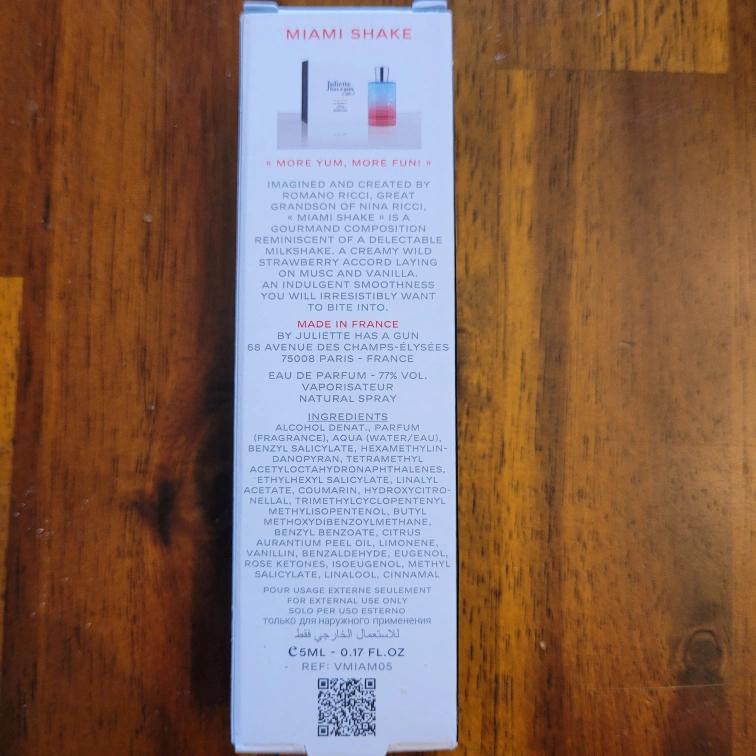 MIAMI SHAKE
Juliette
has a gun
« MORE YUM, MORE FUN! »
IMAGINED AND CREATED BY
ROMANO RICCI, GREAT
GRANDSON OF NINA RICCI,
« MIAMI SHAKE » IS A
GOURMAND COMPOSITION
REMINISCENT OF A DELECTABLE
MILKSHAKE. A CREAMY WILD
STRAWBERRY ACCORD LAYING
ON MUSC AND VANILLA.
AN INDULGENT SMOOTHNESS
YOU WILL IRRESISTIBLY WANT
TO BITE INTO.
MADE IN FRANCE
BY JULIETTE HAS A GUN
68 AVENUE DES CHAMPS-ÉLYSÉES
75008 PARIS - FRANCE
EAU DE PARFUM - 77% VOL.
VAPORISATEUR
NATURAL SPRAY
INGREDIENTS
ALCOHOL DENAT., PARFUM
(FRAGRANCE), AQUA (WATER/EAU),
BENZYL SALICYLATE, HEXAMETHYLIN-
DANOPYRAN, TETRAMETHYL
ACETYLOCTAHYDRONAPHTHALENES,
ETHYLHEXYL SALICYLATE, LINALYL
ACETATE, COUMARIN, HYDROXYCITRO-
NELLAL, TRIMETHYLCYCLOPENTENYL
METHYLISOPENTENOL, BUTYL
METHOXYDIBENZOYLMETHANE,
BENZYL BENZOATE, CITRUS
AURANTIUM PEEL OIL, LIMONENE,
VANILLIN, BENZALDEHYDE, EUGENOL,
ROSE KETONES, ISOEUGENOL, METHYL
SALICYLATE, LINALOOL, CINNAMAL
POUR USAGE EXTERNE SEULEMENT
FOR EXTERNAL USE ONLY
SOLO PER USO ESTERNO
только для наружного применения
للاستعمال الخارجي فقط
℮5ML - 0.17 FL.OZ
- REF: VMIAM05